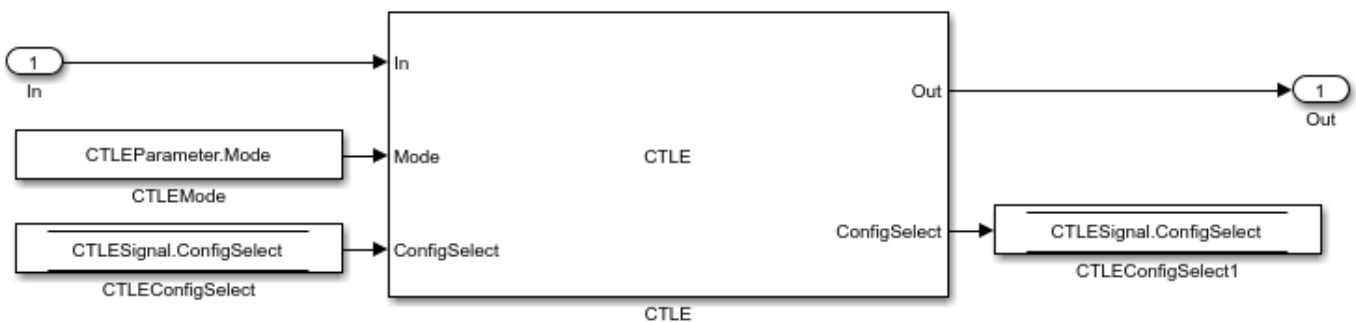 1
In
CTLEParameter.Mode
CTLEMode
CTLESignal.ConfigSelect
CTLEConfigSelect
In
Mode
ConfigSelect
CTLE
Out
ConfigSelect
CTLE
1
Out
CTLESignal.ConfigSelect
CTLEConfigSelect1